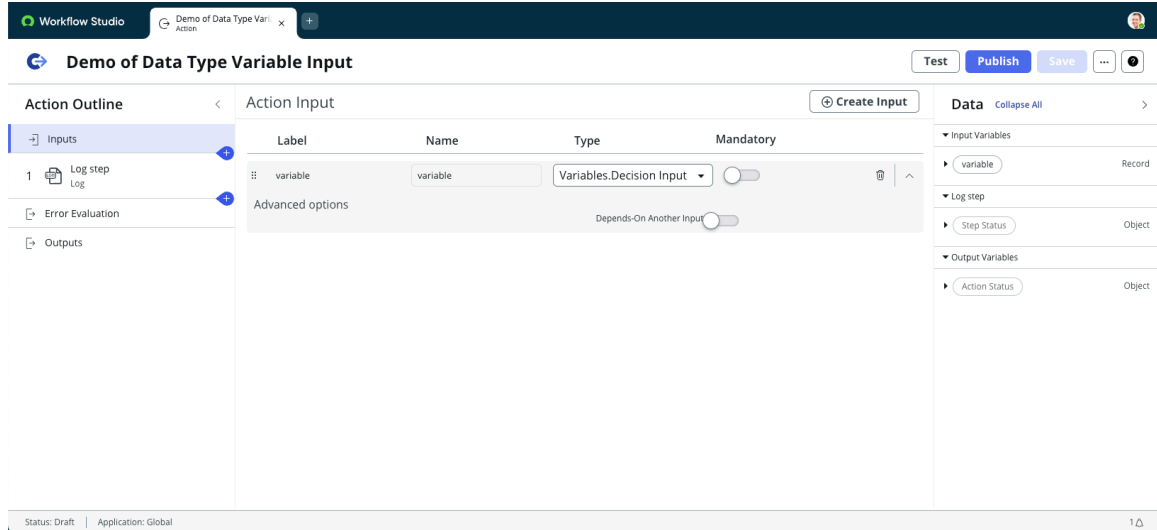 Workflow Studio
Demo of Data Type Vari
Action
Demo of Data Type Variable Input
Test
Publish
Save
Action Outline
Inputs
1
Log step
Log
Error Evaluation
Outputs
Action Input
Create Input
Label Name Type Mandatory
variable variable Variables.Decision Input
Advanced options
Depends-On Another Input
Data Collapse All
Input Variables
variable Record
Log step
Step Status Object
Output Variables
Action Status Object
Status: Draft Application: Global
1